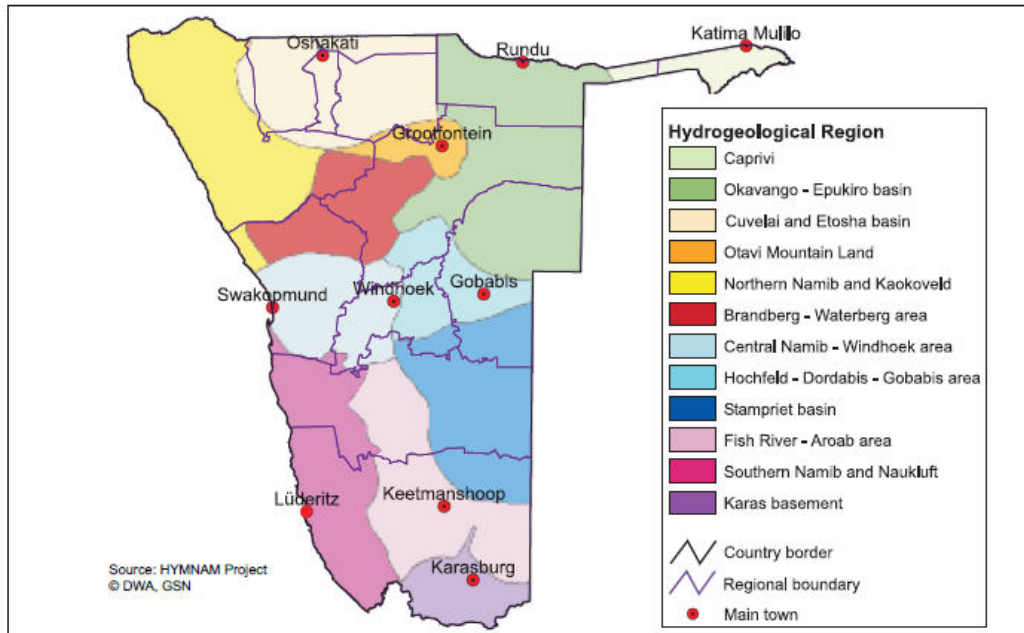 Oshakati
Rundu
Katima Mulilo
Grootfontein
Swakopmund
Windhoek
Gobabis
Lüderitz
Keetmanshoop
Karasburg
Source: HYMNAM Project
© DWA, GSN
Hydrogeological Region
Caprivi
Okavango - Epukiro basin
Cuvelai and Etosha basin
Otavi Mountain Land
Northern Namib and Kaokoveld
Brandberg - Waterberg area
Central Namib - Windhoek area
Hochfeld - Dordabis - Gobabis area
Stampriet basin
Fish River - Aroab area
Southern Namib and Naukluft
Karas basement
Country border
Regional boundary
Main town